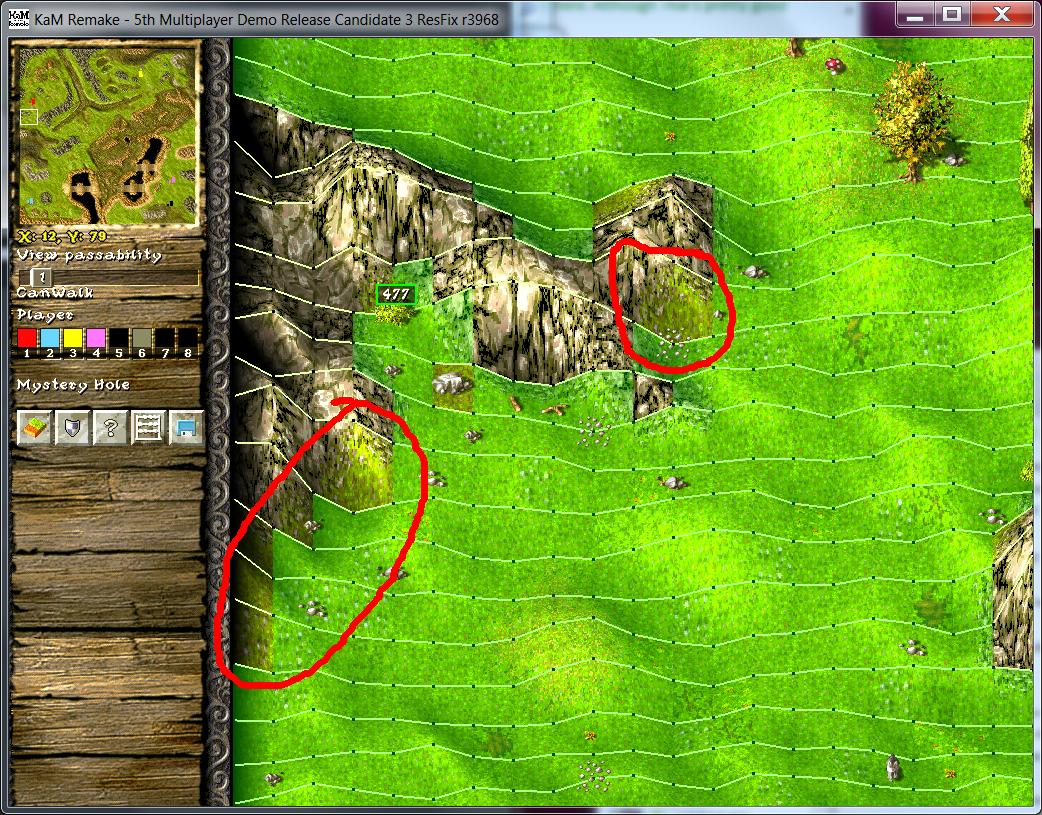 KaM Remake - 5th Multiplayer Demo Release Candidate 3 ResFix r3968
X: -12, Y: 79
View passability
1
CanWalk
Player
1 2 3 4 5 6 7 8
Mystery Hole
?
477